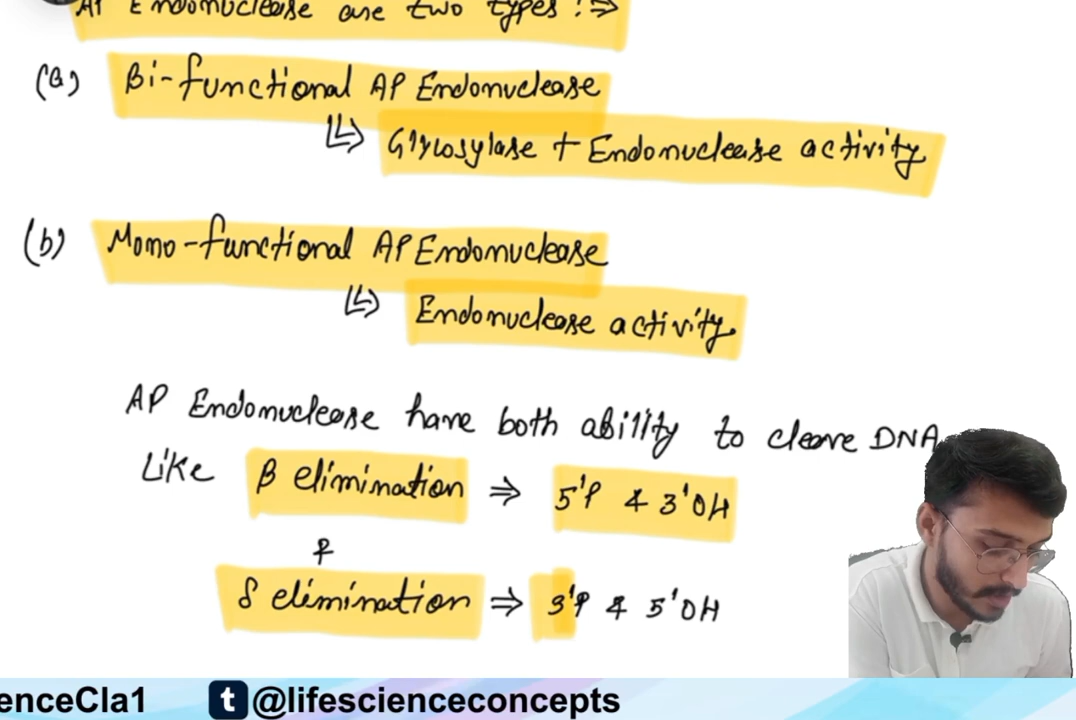 AP Endonuclease are two types :⇒
(a) Bi-functional AP Endonuclease
↳ Glycosylase + Endonuclease activity
(b) Mono-functional AP Endonuclease
↳ Endonuclease activity
AP Endonuclease have both ability to cleave DNA
Like β elimination ⇒ 5'P & 3'OH
&
δ elimination ⇒ 3'P & 5'OH
enceCla1 t @lifescienceconcepts